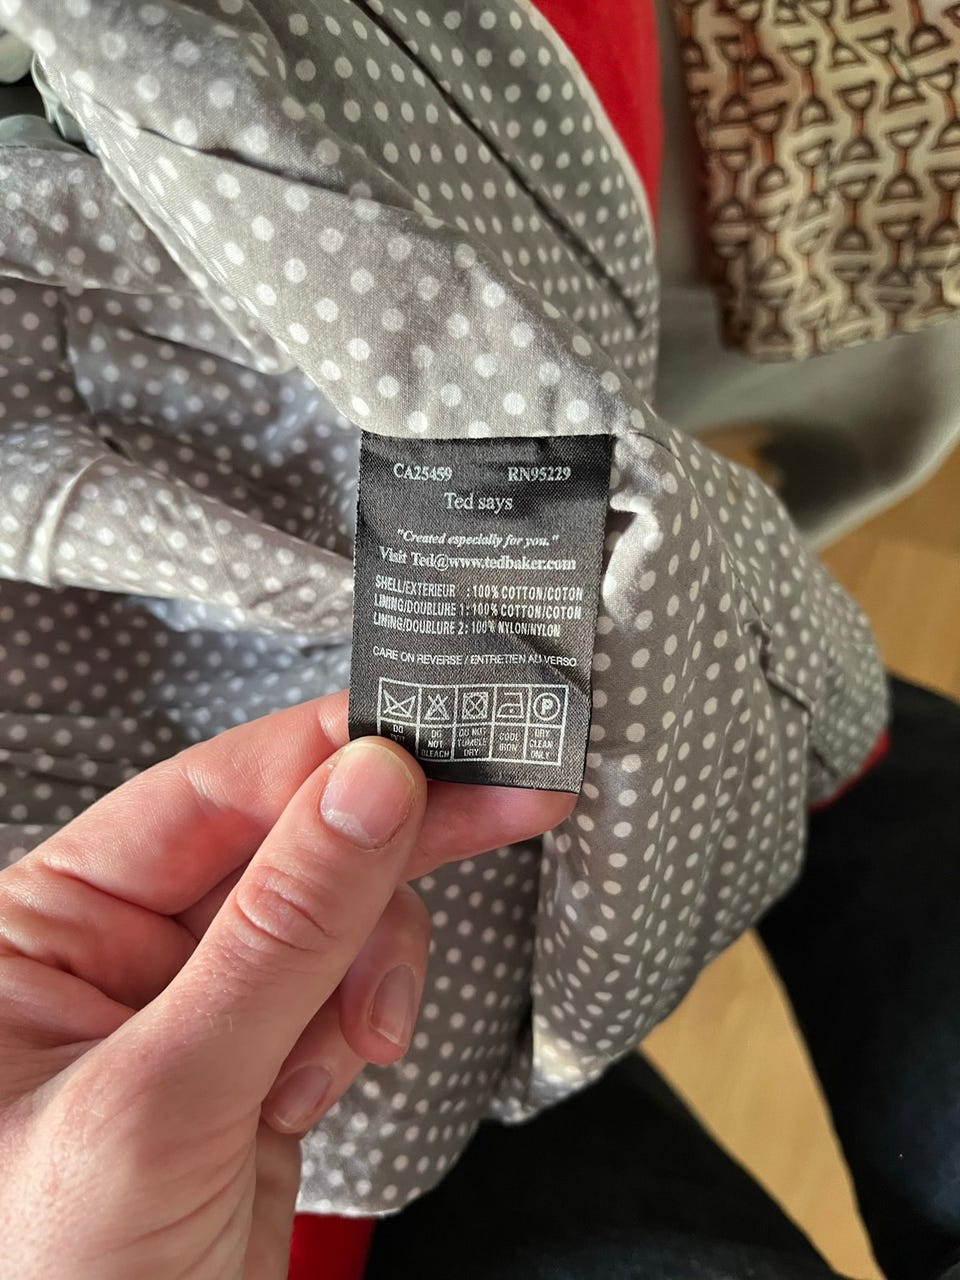 CA25459 RN95229
Ted says
"Created especially for you."
Visit Ted@www.tedbaker.com
SHELL/EXTERIEUR : 100% COTTON/COTON
LINING/DOUBLURE 1: 100% COTTON/COTON
LINING/DOUBLURE 2: 100% NYLON/NYLON
CARE ON REVERSE / ENTRETIEN AU VERSO
P
DO DO NOT BLEACH DO NOT TUMBLE DRY COOL IRON DRY CLEAN ONLY